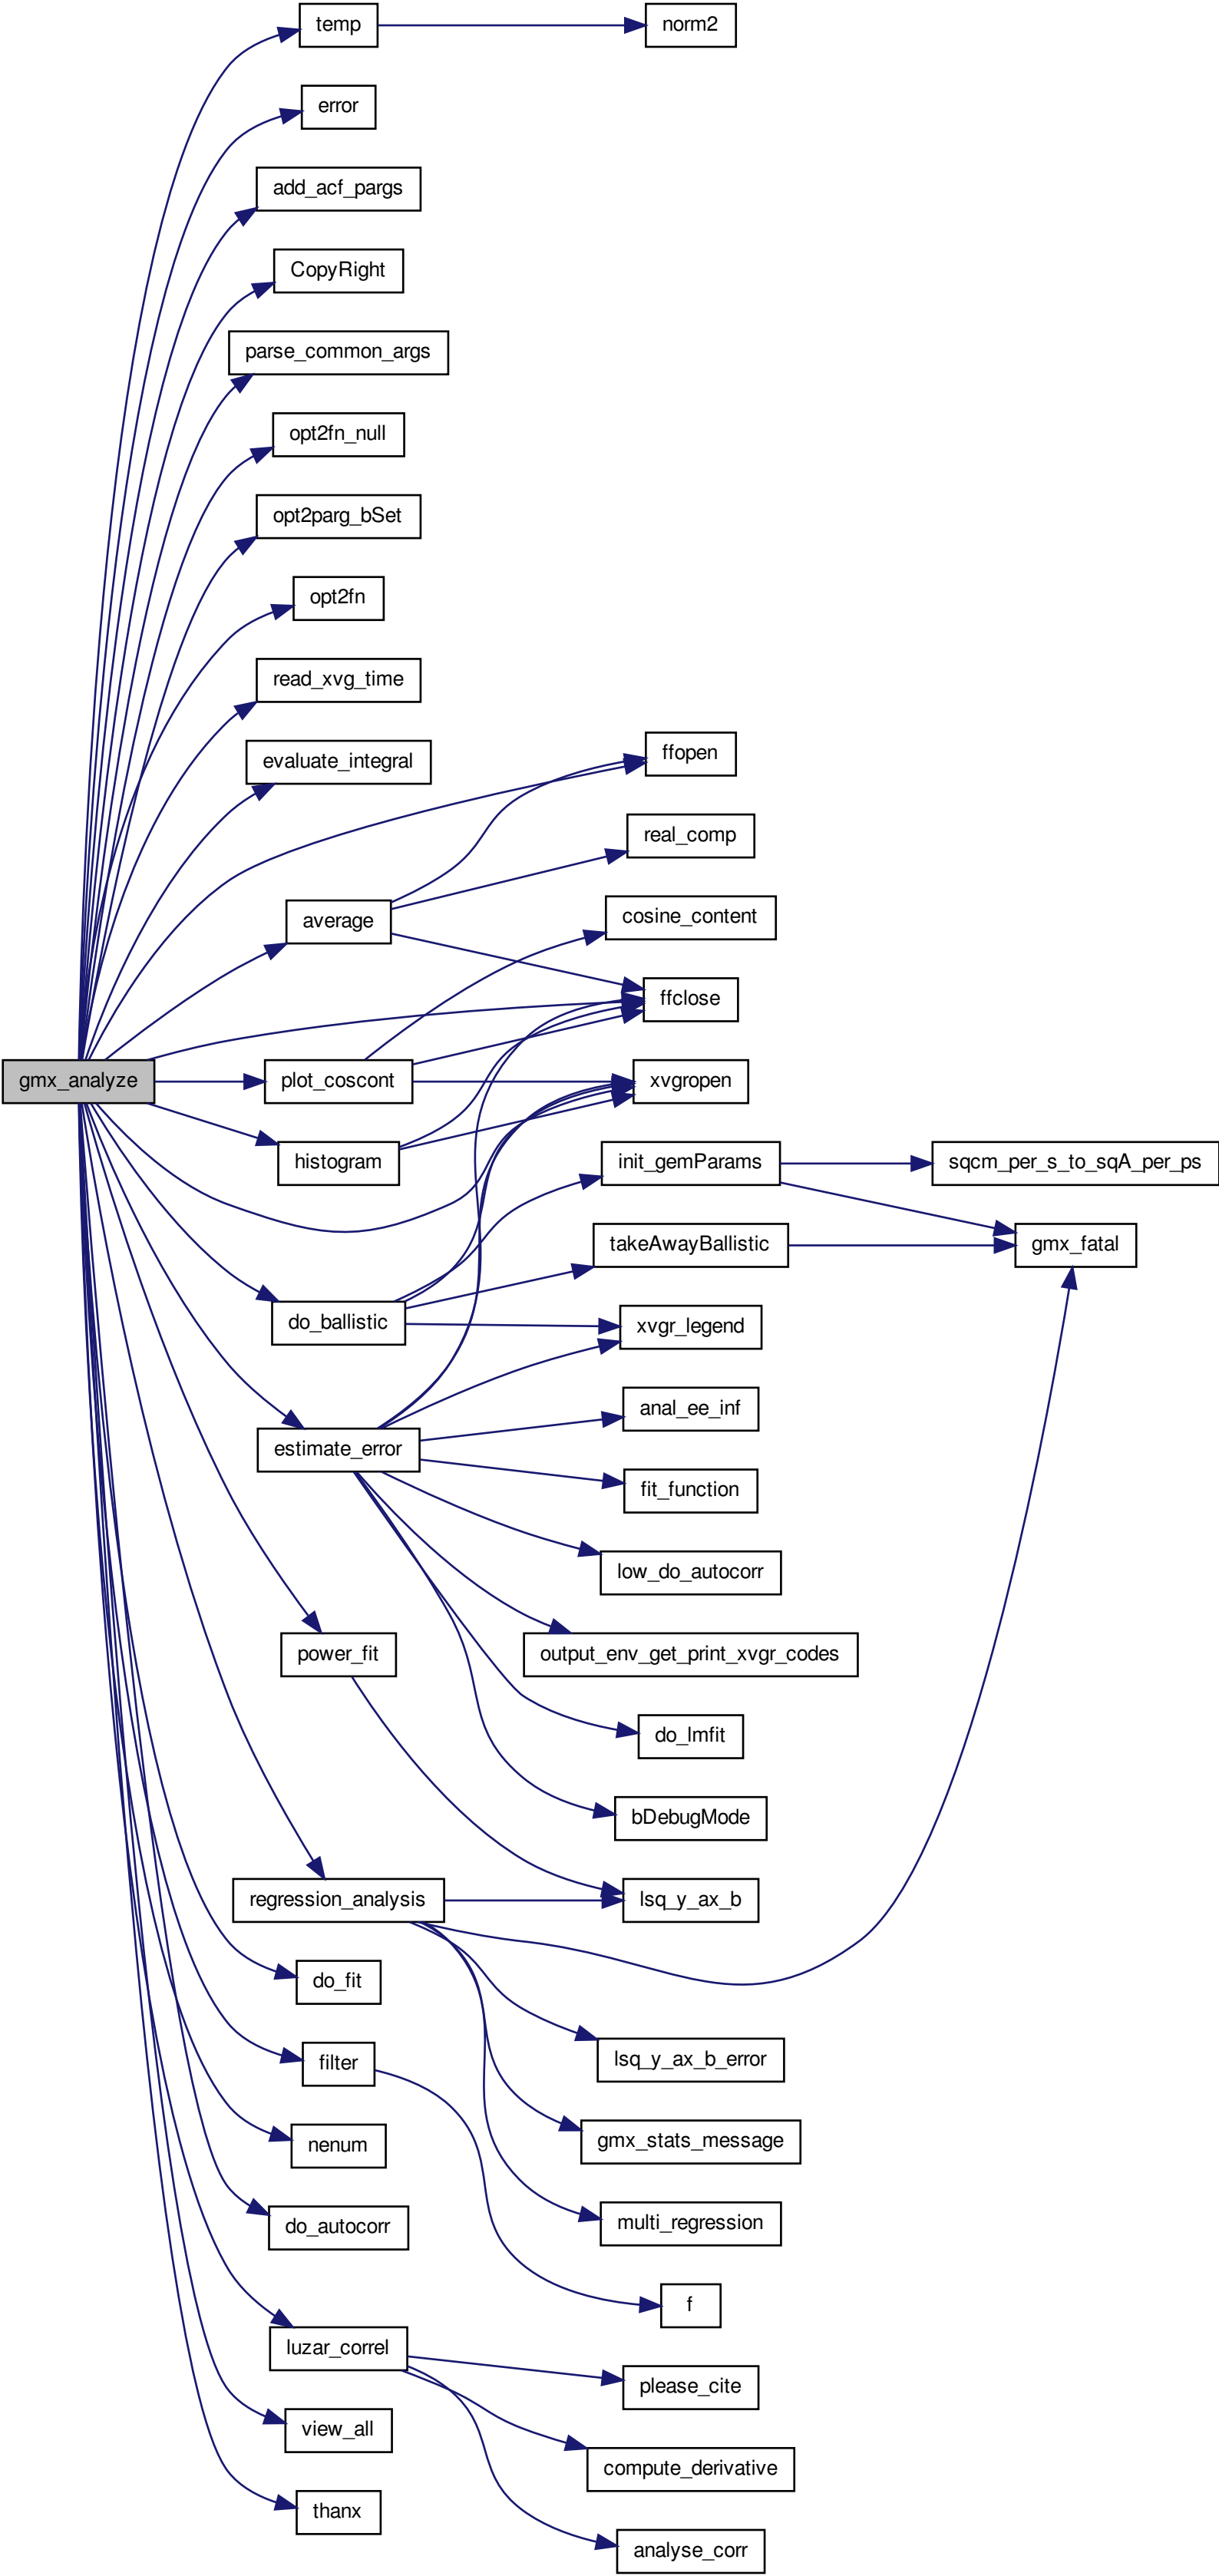 temp
norm2
error
add_acf_pargs
CopyRight
parse_common_args
opt2fn_null
opt2parg_bSet
opt2fn
read_xvg_time
ffopen
evaluate_integral
real_comp
average
cosine_content
ffclose
gmx_analyze
plot_coscont
xvgropen
histogram
init_gemParams
sqcm_per_s_to_sqA_per_ps
takeAwayBallistic
gmx_fatal
do_ballistic
xvgr_legend
anal_ee_inf
estimate_error
fit_function
low_do_autocorr
power_fit
output_env_get_print_xvgr_codes
do_lmfit
bDebugMode
regression_analysis
lsq_y_ax_b
do_fit
filter
lsq_y_ax_b_error
nenum
gmx_stats_message
do_autocorr
multi_regression
f
luzar_correl
please_cite
view_all
compute_derivative
thanx
analyse_corr